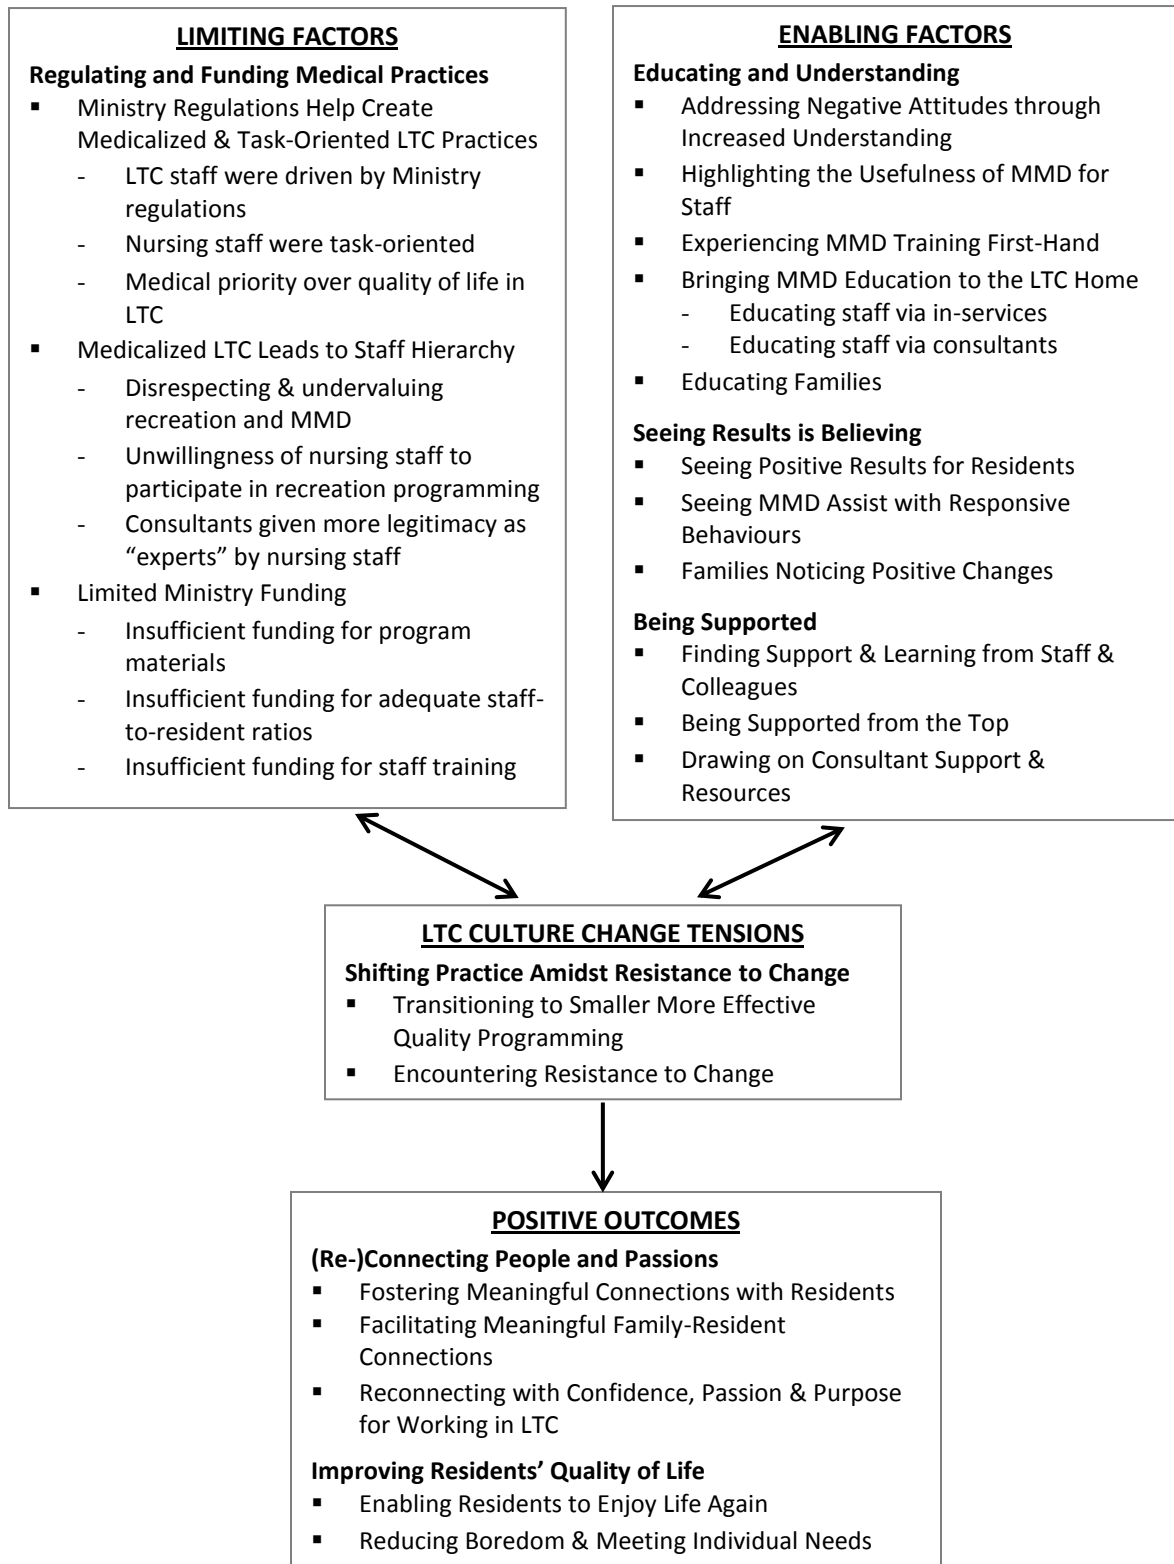 LIMITING FACTORS
Regulating and Funding Medical Practices
▪ Ministry Regulations Help Create
Medicalized & Task-Oriented LTC Practices
- LTC staff were driven by Ministry
regulations
- Nursing staff were task-oriented
- Medical priority over quality of life in
LTC
▪ Medicalized LTC Leads to Staff Hierarchy
- Disrespecting & undervaluing
recreation and MMD
- Unwillingness of nursing staff to
participate in recreation programming
- Consultants given more legitimacy as
“experts” by nursing staff
▪ Limited Ministry Funding
- Insufficient funding for program
materials
- Insufficient funding for adequate staff-
to-resident ratios
- Insufficient funding for staff training
ENABLING FACTORS
Educating and Understanding
▪ Addressing Negative Attitudes through
Increased Understanding
▪ Highlighting the Usefulness of MMD for
Staff
▪ Experiencing MMD Training First-Hand
▪ Bringing MMD Education to the LTC Home
- Educating staff via in-services
- Educating staff via consultants
▪ Educating Families
Seeing Results is Believing
▪ Seeing Positive Results for Residents
▪ Seeing MMD Assist with Responsive
Behaviours
▪ Families Noticing Positive Changes
Being Supported
▪ Finding Support & Learning from Staff &
Colleagues
▪ Being Supported from the Top
▪ Drawing on Consultant Support &
Resources
LTC CULTURE CHANGE TENSIONS
Shifting Practice Amidst Resistance to Change
▪ Transitioning to Smaller More Effective
Quality Programming
▪ Encountering Resistance to Change
POSITIVE OUTCOMES
(Re-)Connecting People and Passions
▪ Fostering Meaningful Connections with Residents
▪ Facilitating Meaningful Family-Resident
Connections
▪ Reconnecting with Confidence, Passion & Purpose
for Working in LTC
Improving Residents’ Quality of Life
▪ Enabling Residents to Enjoy Life Again
▪ Reducing Boredom & Meeting Individual Needs